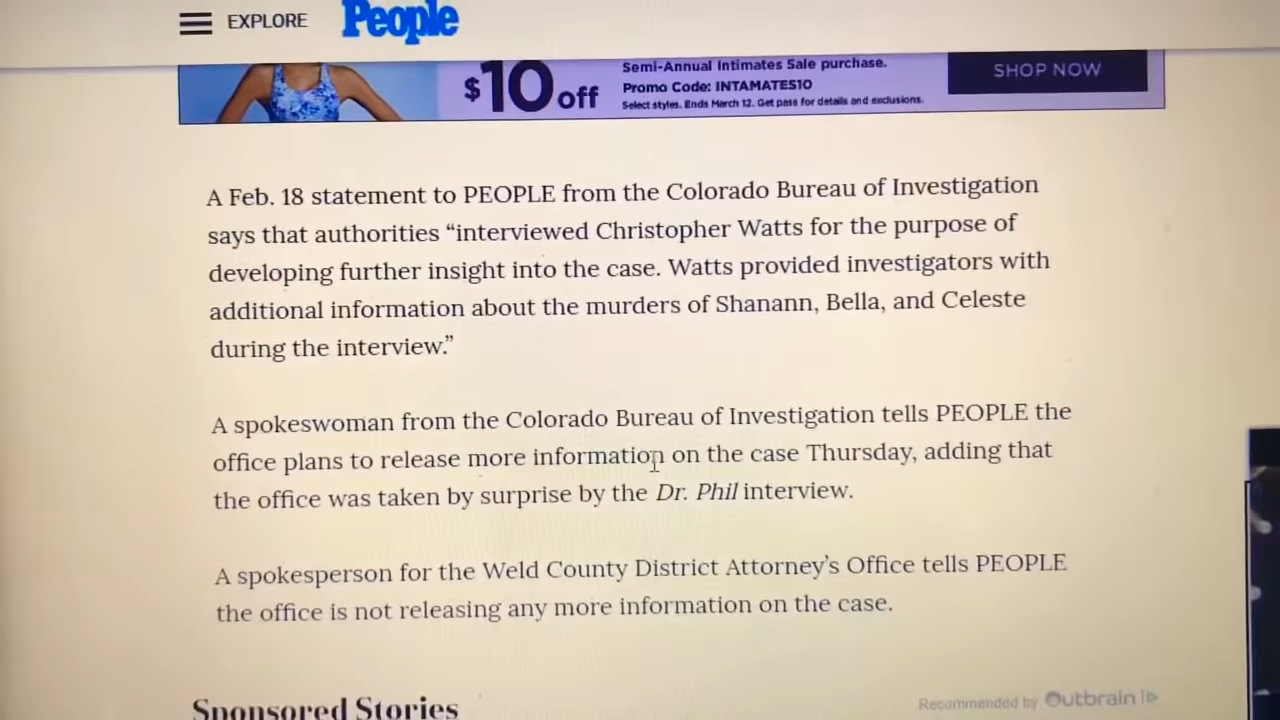 EXPLORE People
$10 off
Semi-Annual Intimates Sale purchase.
Promo Code: INTAMATES10
Select styles. Ends March 12. Get pass for details and exclusions.
SHOP NOW
A Feb. 18 statement to PEOPLE from the Colorado Bureau of Investigation
says that authorities “interviewed Christopher Watts for the purpose of
developing further insight into the case. Watts provided investigators with
additional information about the murders of Shanann, Bella, and Celeste
during the interview.”
A spokeswoman from the Colorado Bureau of Investigation tells PEOPLE the
office plans to release more information on the case Thursday, adding that
the office was taken by surprise by the Dr. Phil interview.
A spokesperson for the Weld County District Attorney’s Office tells PEOPLE
the office is not releasing any more information on the case.
Sponsored Stories
Recommended by Outbrain